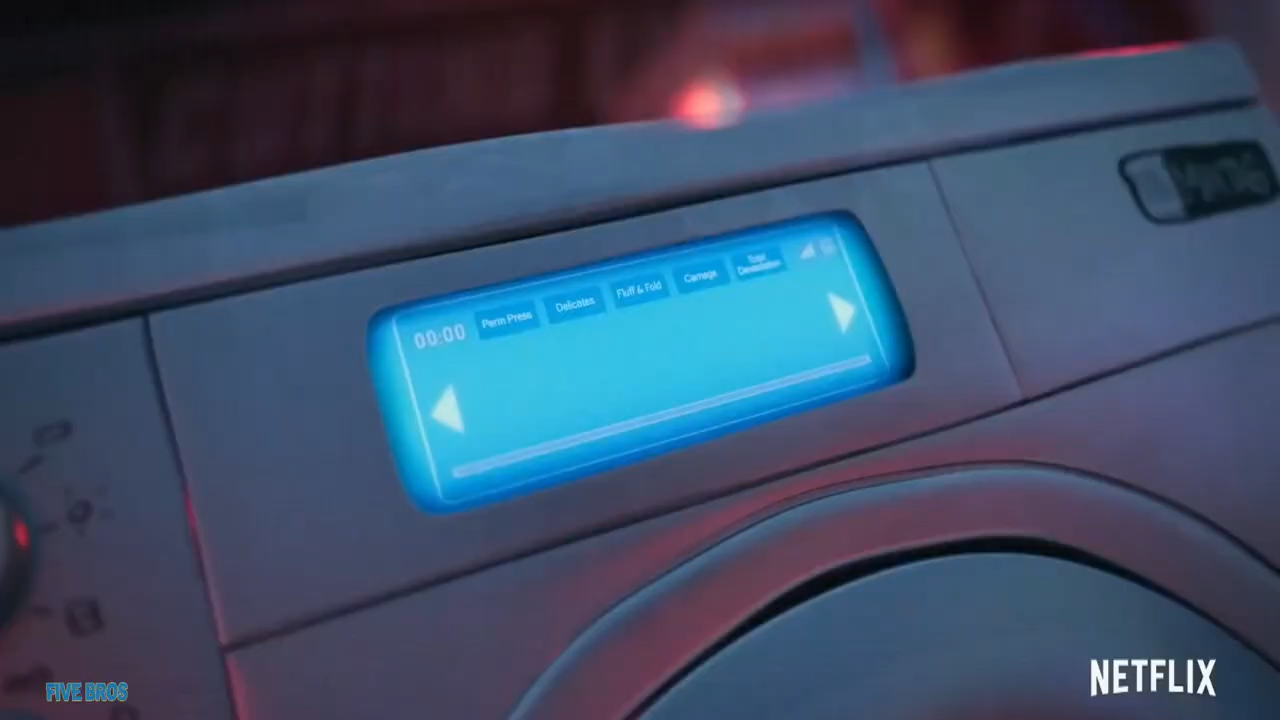 00:00
Perm Press
Delicates
Fluff & Fold
Carnage
Total
Devastation
FIVE BROS
NETFLIX